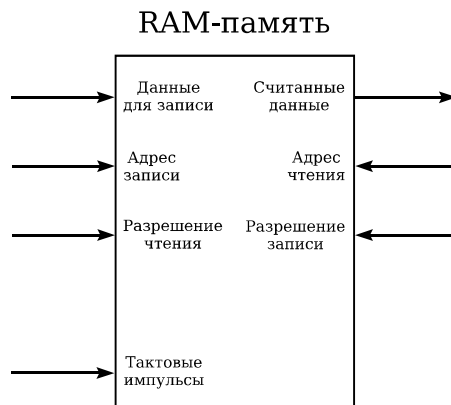 RAM-память
Данные
для записи
Считанные
данные
Адрес
записи
Адрес
чтения
Разрешение
чтения
Разрешение
записи
Тактовые
импульсы